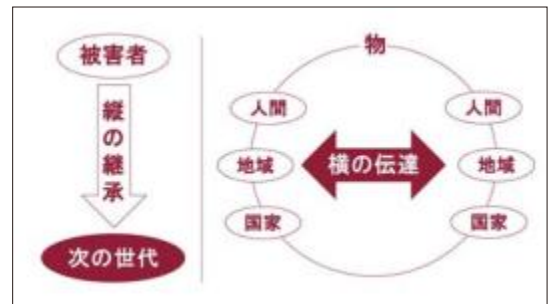 被害者
縦の継承
次の世代
物
人間
人間
地域
横の伝達
地域
国家
国家